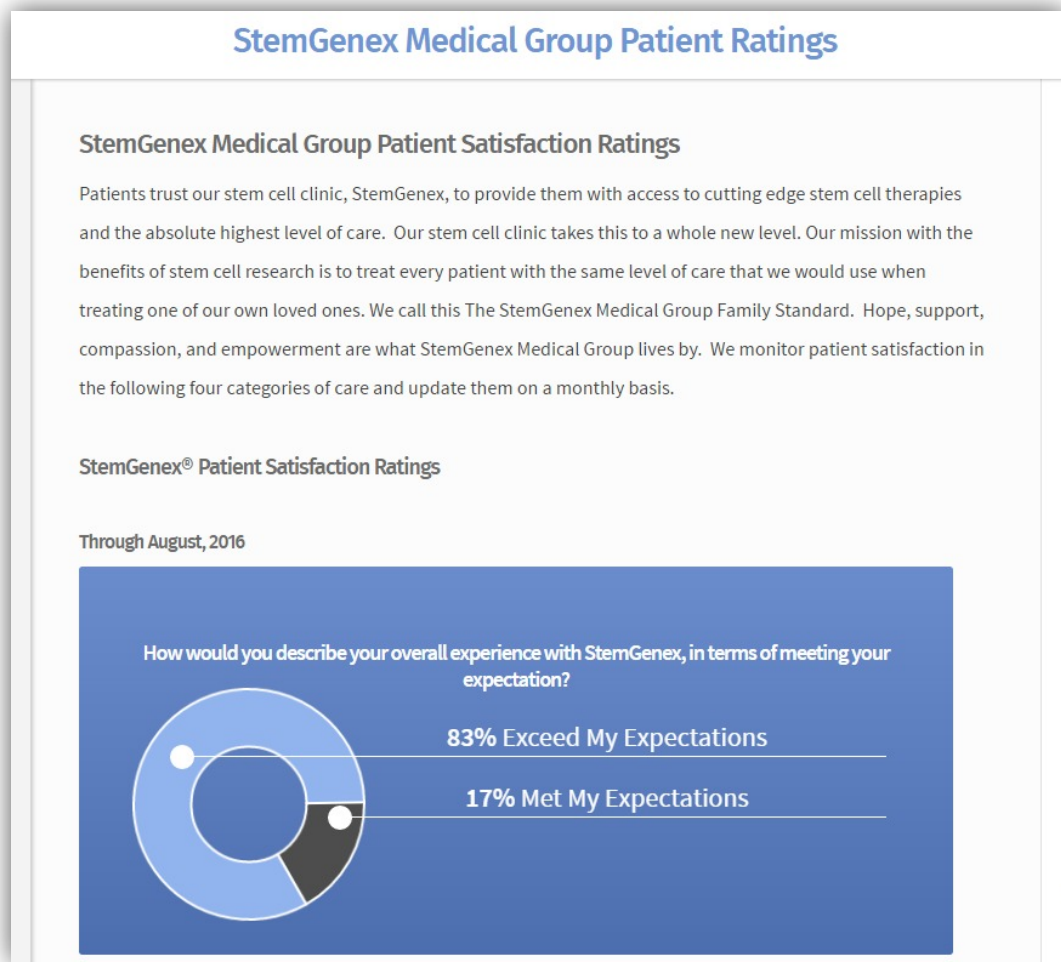 StemGenex Medical Group Patient Ratings
StemGenex Medical Group Patient Satisfaction Ratings
Patients trust our stem cell clinic, StemGenex, to provide them with access to cutting edge stem cell therapies
and the absolute highest level of care.  Our stem cell clinic takes this to a whole new level. Our mission with the
benefits of stem cell research is to treat every patient with the same level of care that we would use when
treating one of our own loved ones. We call this The StemGenex Medical Group Family Standard.  Hope, support,
compassion, and empowerment are what StemGenex Medical Group lives by.  We monitor patient satisfaction in
the following four categories of care and update them on a monthly basis.
StemGenex® Patient Satisfaction Ratings
Through August, 2016
How would you describe your overall experience with StemGenex, in terms of meeting your
expectation?
83% Exceed My Expectations
17% Met My Expectations